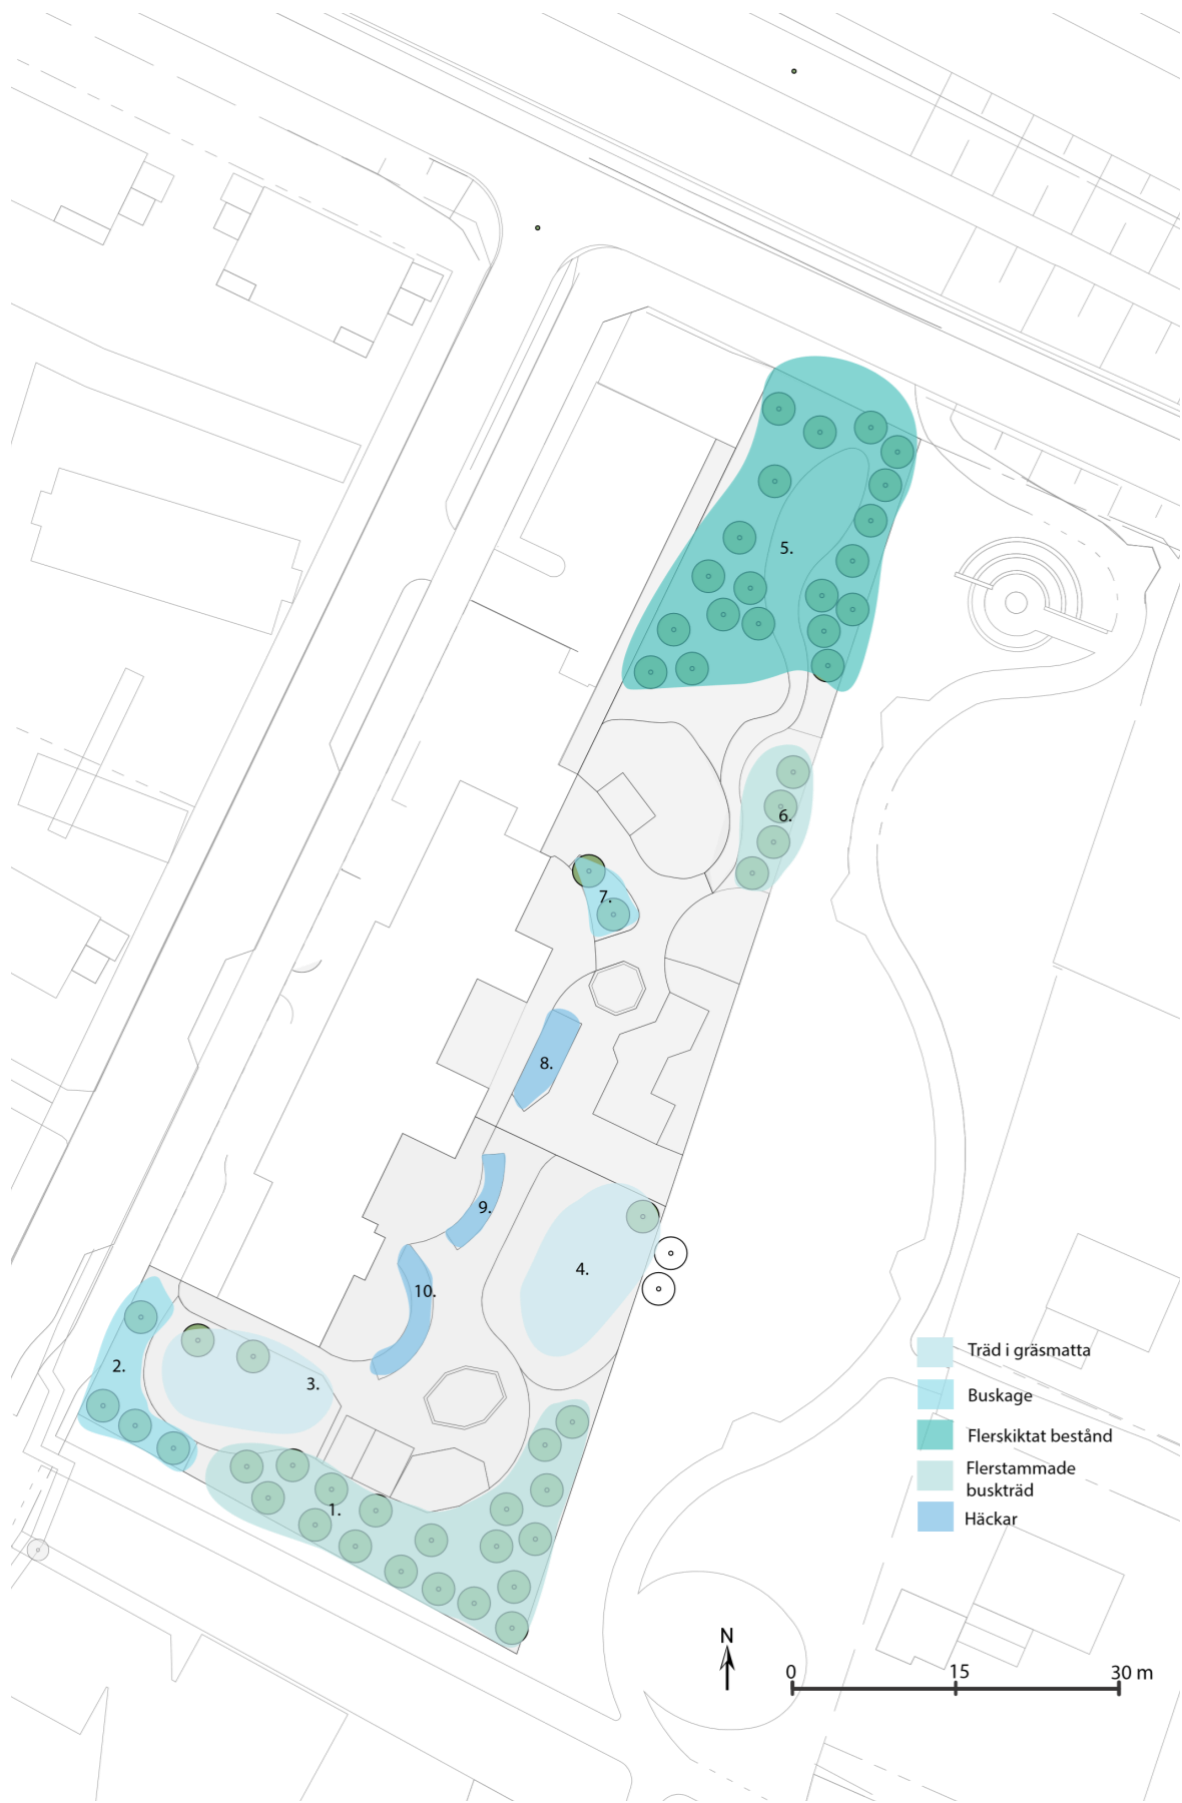 5.
6.
7.
8.
9.
4.
10.
2.
3.
1.
Träd i gräsmatta
Buskage
Flerskiktat bestånd
Flerstammade
buskträd
Häckar
N
0 15 30 m